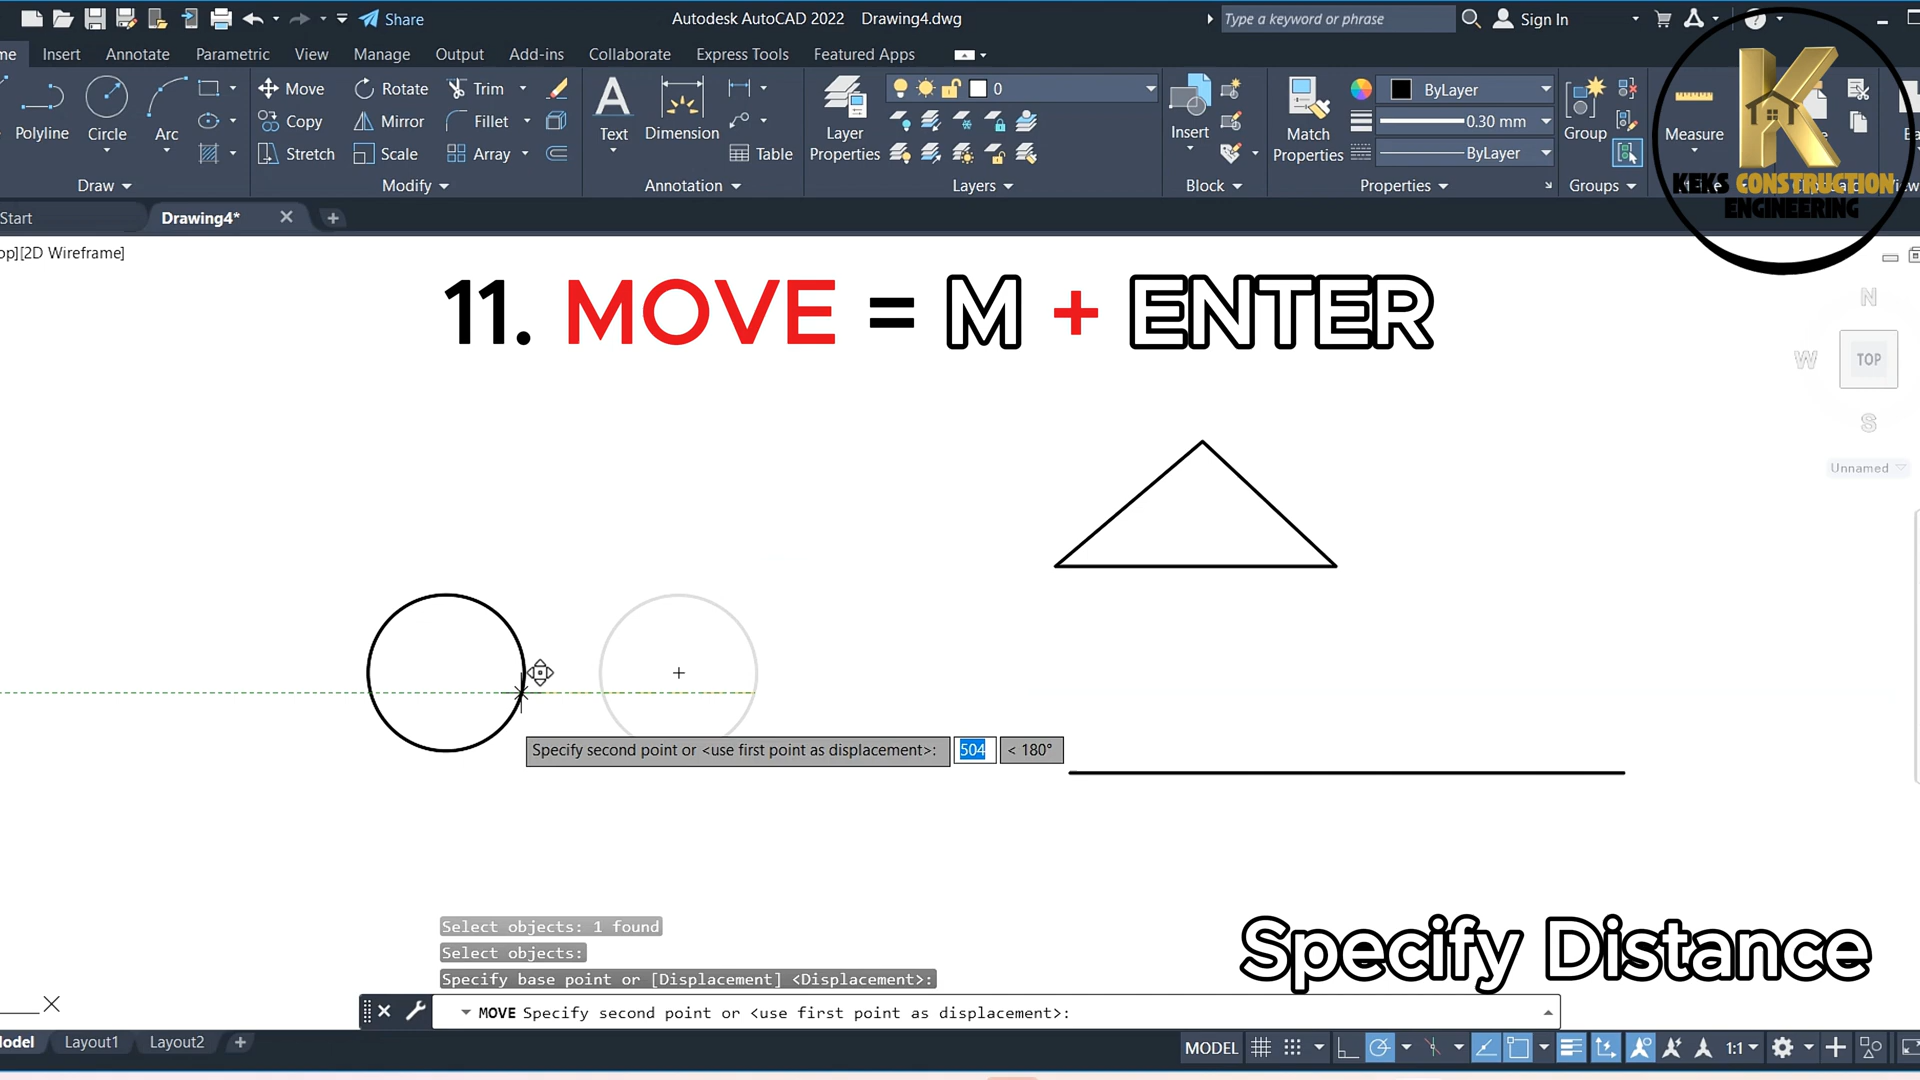 Share
Autodesk AutoCAD 2022 Drawing4.dwg
Type a keyword or phrase
Sign In
me Insert Annotate Parametric View Manage Output Add-ins Collaborate Express Tools Featured Apps
Polyline Circle Arc
Move Rotate Trim
Copy Mirror Fillet
Stretch Scale Array
Text Dimension Table
Layer Properties
0
Insert
Match Properties
ByLayer
0.30 mm
ByLayer
Group
Measure
Draw Modify Annotation Layers Block Properties Groups
K
KEKS CONSTRUCTION
ENGINEERING
Start Drawing4*
op][2D Wireframe]
11. MOVE = M + ENTER
N
W TOP
S
Unnamed
Specify second point or <use first point as displacement>: 504 < 180°
Select objects: 1 found
Select objects:
Specify base point or [Displacement] <Displacement>:
Specify Distance
MOVE Specify second point or <use first point as displacement>:
Model Layout1 Layout2
MODEL 1:1